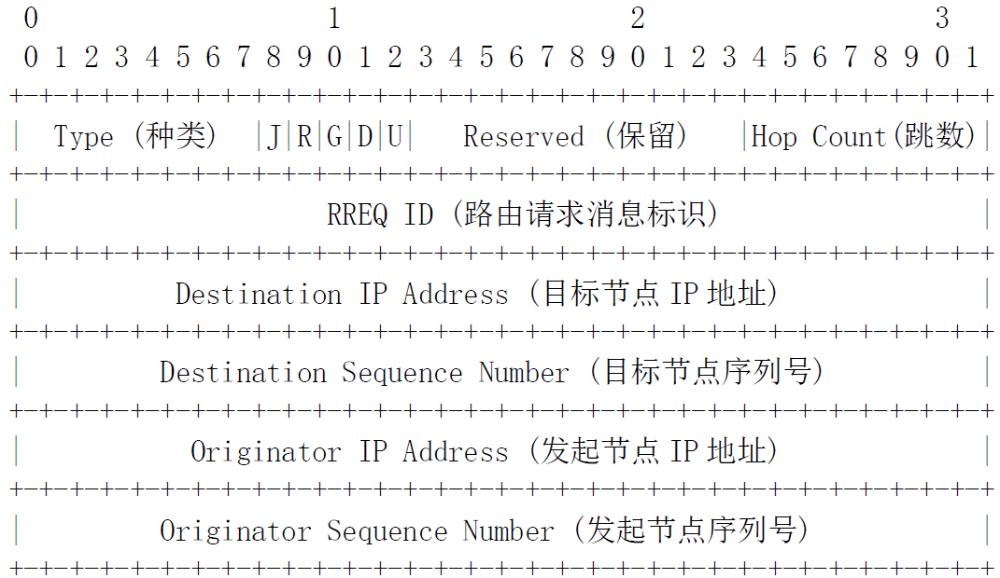 0                   1                   2                   3
0 1 2 3 4 5 6 7 8 9 0 1 2 3 4 5 6 7 8 9 0 1 2 3 4 5 6 7 8 9 0 1
+-+-+-+-+-+-+-+-+-+-+-+-+-+-+-+-+-+-+-+-+-+-+-+-+-+-+-+-+-+-+-+-+
| Type (种类) |J|R|G|D|U| Reserved (保留) |Hop Count(跳数)|
+-+-+-+-+-+-+-+-+-+-+-+-+-+-+-+-+-+-+-+-+-+-+-+-+-+-+-+-+-+-+-+-+
| RREQ ID (路由请求消息标识) |
+-+-+-+-+-+-+-+-+-+-+-+-+-+-+-+-+-+-+-+-+-+-+-+-+-+-+-+-+-+-+-+-+
| Destination IP Address (目标节点 IP 地址) |
+-+-+-+-+-+-+-+-+-+-+-+-+-+-+-+-+-+-+-+-+-+-+-+-+-+-+-+-+-+-+-+-+
| Destination Sequence Number (目标节点序列号) |
+-+-+-+-+-+-+-+-+-+-+-+-+-+-+-+-+-+-+-+-+-+-+-+-+-+-+-+-+-+-+-+-+
| Originator IP Address (发起节点 IP 地址) |
+-+-+-+-+-+-+-+-+-+-+-+-+-+-+-+-+-+-+-+-+-+-+-+-+-+-+-+-+-+-+-+-+
| Originator Sequence Number (发起节点序列号) |
+-+-+-+-+-+-+-+-+-+-+-+-+-+-+-+-+-+-+-+-+-+-+-+-+-+-+-+-+-+-+-+-+